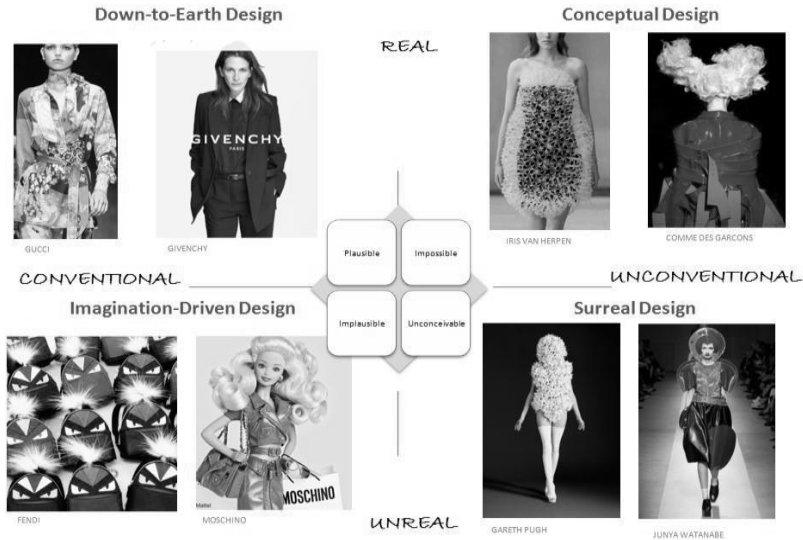 Down-to-Earth Design
Conceptual Design
REAL
GIVENCHY
PARIS
GUCCI
GIVENCHY
IRIS VAN HERPEN
COMME DES GARCONS
Plausible
Impossible
CONVENTIONAL
UNCONVENTIONAL
Imagination-Driven Design
Surreal Design
Implausible
Unconceivable
Mattel
MOSCHINO
FENDI
MOSCHINO
UNREAL
GARETH PUGH
JUNYA WATANABE